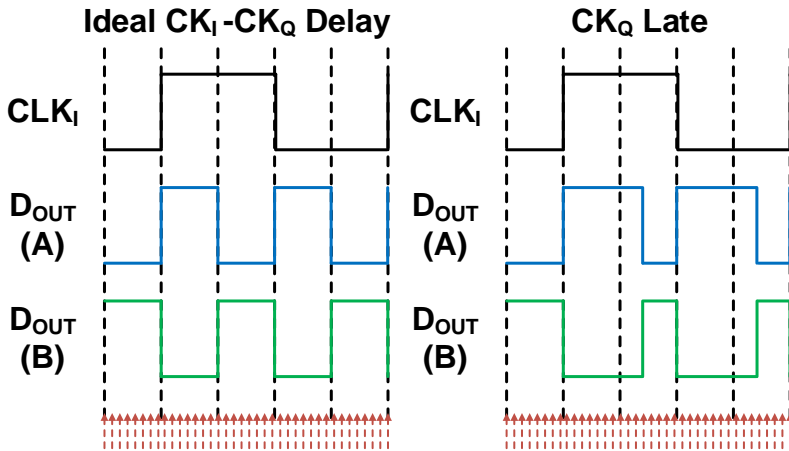 Ideal CKI-CKQ Delay
CKQ Late
CLKI
CLKI
DOUT
(A)
DOUT
(A)
DOUT
(B)
DOUT
(B)